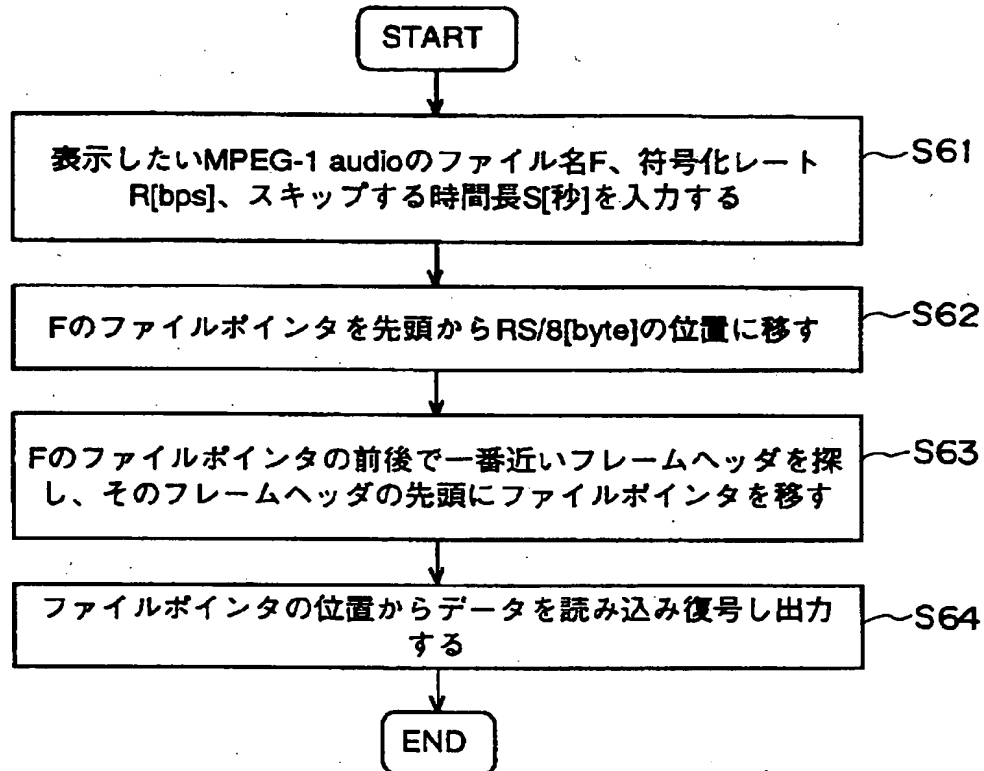 START
表示したいMPEG-1 audioのファイル名F、符号化レート
R[bps]、スキップする時間長S[秒]を入力する
S61
Fのファイルポインタを先頭からRS/8[byte]の位置に移す
S62
Fのファイルポインタの前後で一番近いフレームヘッダを探
し、そのフレームヘッダの先頭にファイルポインタを移す
S63
ファイルポインタの位置からデータを読み込み復号し出力
する
S64
END